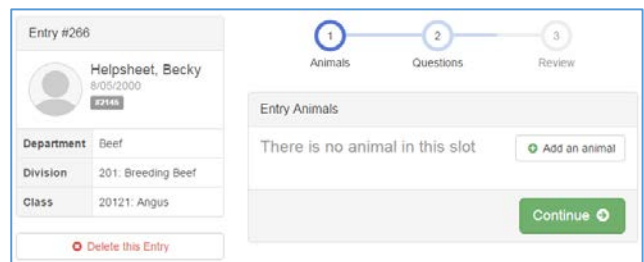 Entry #266
Helpsheet, Becky
8/05/2000
#2145
Department Beef
Division 201: Breeding Beef
Class 20121: Angus
Delete this Entry
1 2 3
Animals Questions Review
Entry Animals
There is no animal in this slot
Add an animal
Continue